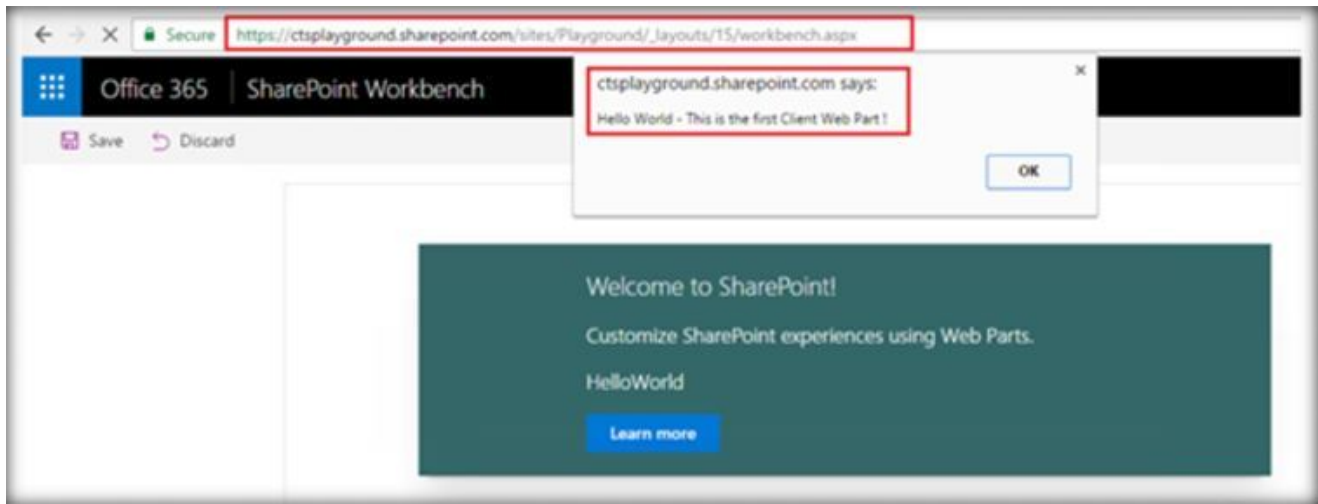 Secure https://ctsplayground.sharepoint.com/sites/Playground/_layouts/15/workbench.aspx
Office 365 SharePoint Workbench
ctsplayground.sharepoint.com says:
Hello World - This is the first Client Web Part !
OK
Save Discard
Welcome to SharePoint!
Customize SharePoint experiences using Web Parts.
HelloWorld
Learn more